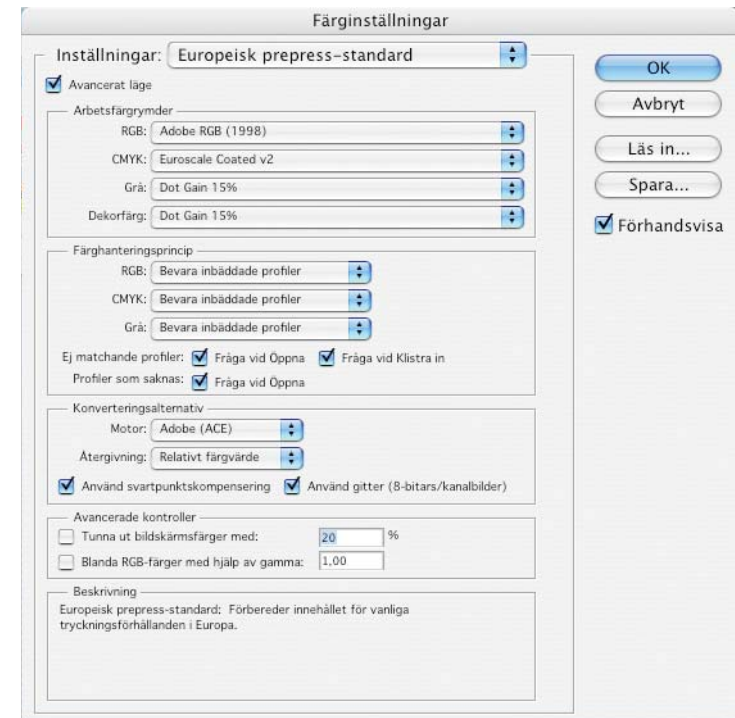 Färginställningar
Inställningar: Europeisk prepress-standard
Avancerat läge
Arbetsfärgrymder
RGB: Adobe RGB (1998)
CMYK: Euroscale Coated v2
Grå: Dot Gain 15%
Dekorfärg: Dot Gain 15%
Färghanteringsprincip
RGB: Bevara inbäddade profiler
CMYK: Bevara inbäddade profiler
Grå: Bevara inbäddade profiler
Ej matchande profiler: Fråga vid Öppna Fråga vid Klistra in
Profiler som saknas: Fråga vid Öppna
Konverteringsalternativ
Motor: Adobe (ACE)
Återgivning: Relativt färgvärde
Använd svartpunktskompensering Använd gitter (8-bitars/kanalbilder)
Avancerade kontroller
Tunna ut bildskärmsfärger med: 20 %
Blanda RGB-färger med hjälp av gamma: 1,00
Beskrivning
Europeisk prepress-standard: Förbereder innehållet för vanliga
tryckningsförhållanden i Europa.
OK
Avbryt
Läs in...
Spara...
Förhandsvisa